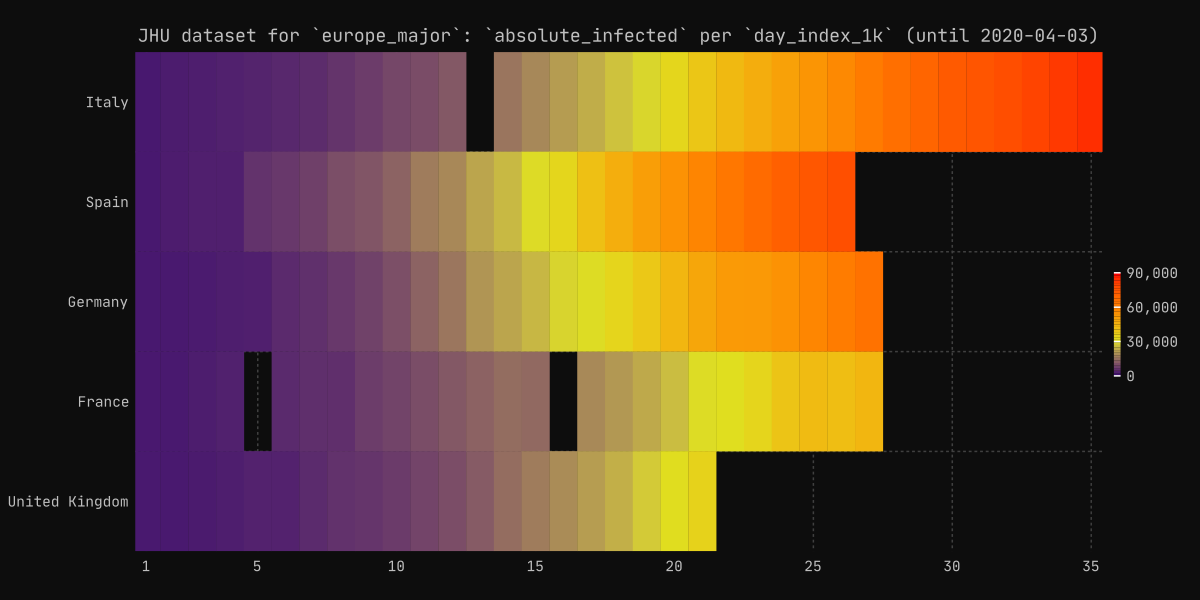 JHU dataset for `europe_major`: `absolute_infected` per `day_index_1k` (until 2020-04-03)
Italy
Spain
Germany
France
United Kingdom
90,000
60,000
30,000
0
1 5 10 15 20 25 30 35